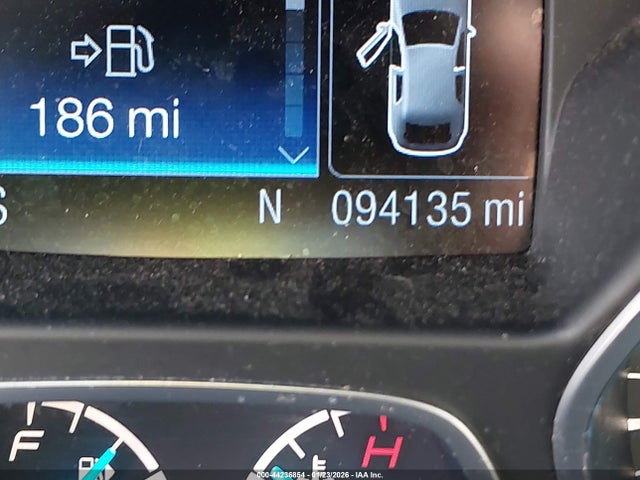 186 mi
S N 094135 mi
F H
000-44236854 - 01/23/2026 - IAA Inc.